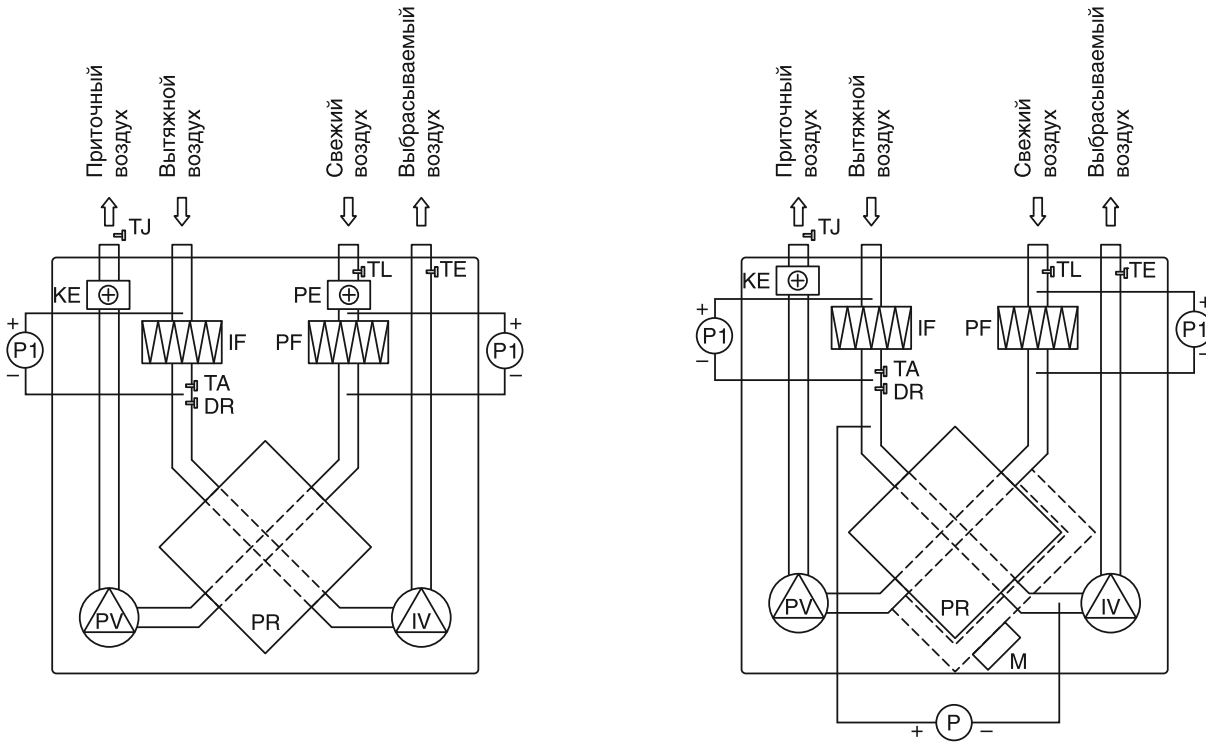 Приточный
воздух
Вытяжной
воздух
Свежий
воздух
Выбрасываемый
воздух
TJ
TL
TE
KE
PE
+
P1
−
IF
PF
+
P1
−
TA
DR
PV
PR
IV
Приточный
воздух
Вытяжной
воздух
Свежий
воздух
Выбрасываемый
воздух
TJ
TL
TE
KE
+
P1
−
IF
PF
+
P1
−
TA
DR
PV
PR
IV
M
+
P
−